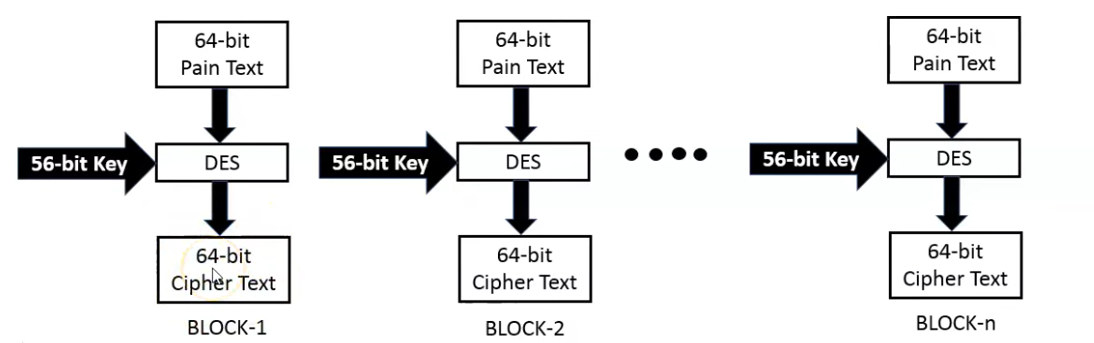 64-bit
Pain Text
56-bit Key
DES
64-bit
Cipher Text
BLOCK-1
64-bit
Pain Text
56-bit Key
DES
64-bit
Cipher Text
BLOCK-2
64-bit
Pain Text
56-bit Key
DES
64-bit
Cipher Text
BLOCK-n